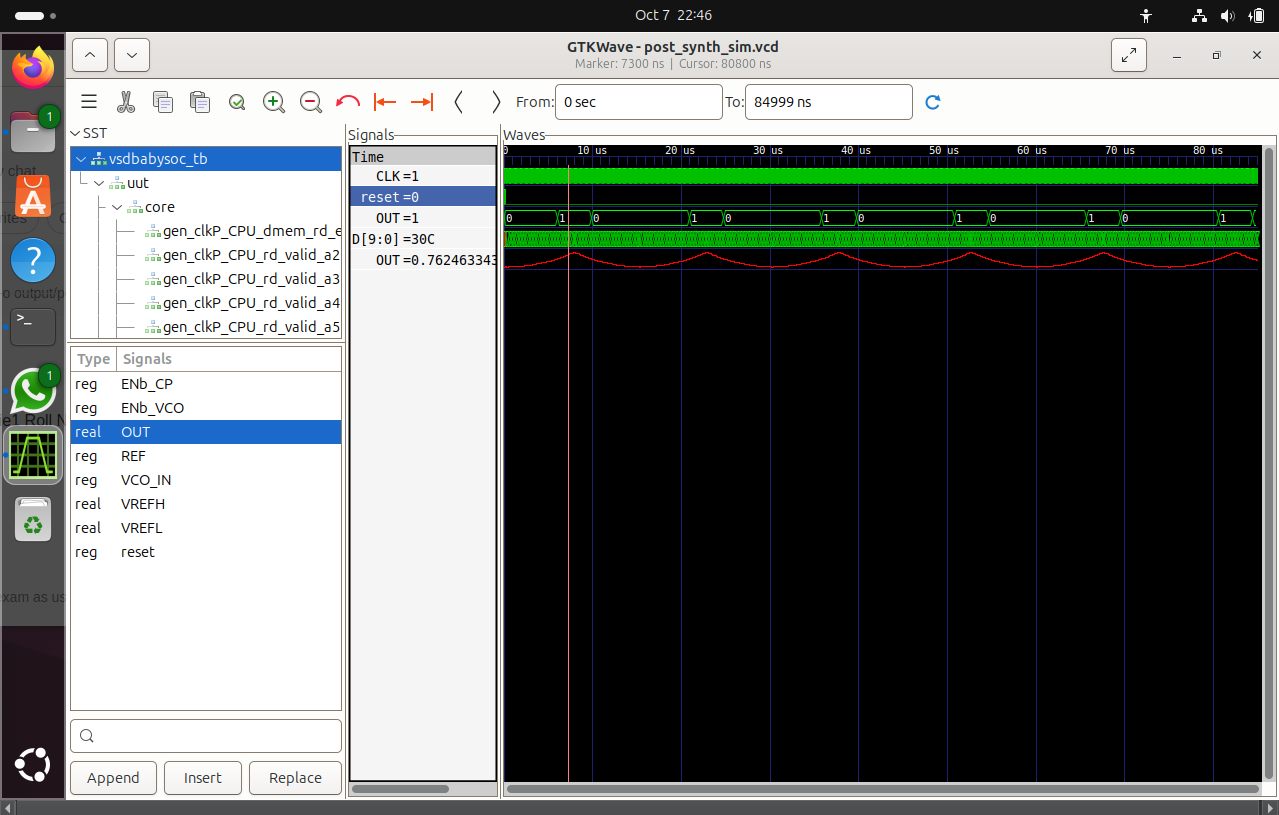 Oct 7 22:46
GTKWave - post_synth_sim.vcd
Marker: 7300 ns | Cursor: 80800 ns
From: 0 sec To: 84999 ns
SST
vsdbabysoc_tb
uut
core
gen_clkP_CPU_dmem_rd_e
gen_clkP_CPU_rd_valid_a2
gen_clkP_CPU_rd_valid_a3
gen_clkP_CPU_rd_valid_a4
gen_clkP_CPU_rd_valid_a5
Type Signals
reg ENb_CP
reg ENb_VCO
real OUT
reg REF
reg VCO_IN
real VREFH
real VREFL
reg reset
Append Insert Replace
Signals
Time
CLK=1
reset=0
OUT=1
D[9:0]=30C
OUT=0.762463343
Waves
0 10 us 20 us 30 us 40 us 50 us 60 us 70 us 80 us
0 1 0 1 0 1 0 1 0 1 0 1
1
chat
?
o output/p
>_
1
e1 Roll N
exam as us